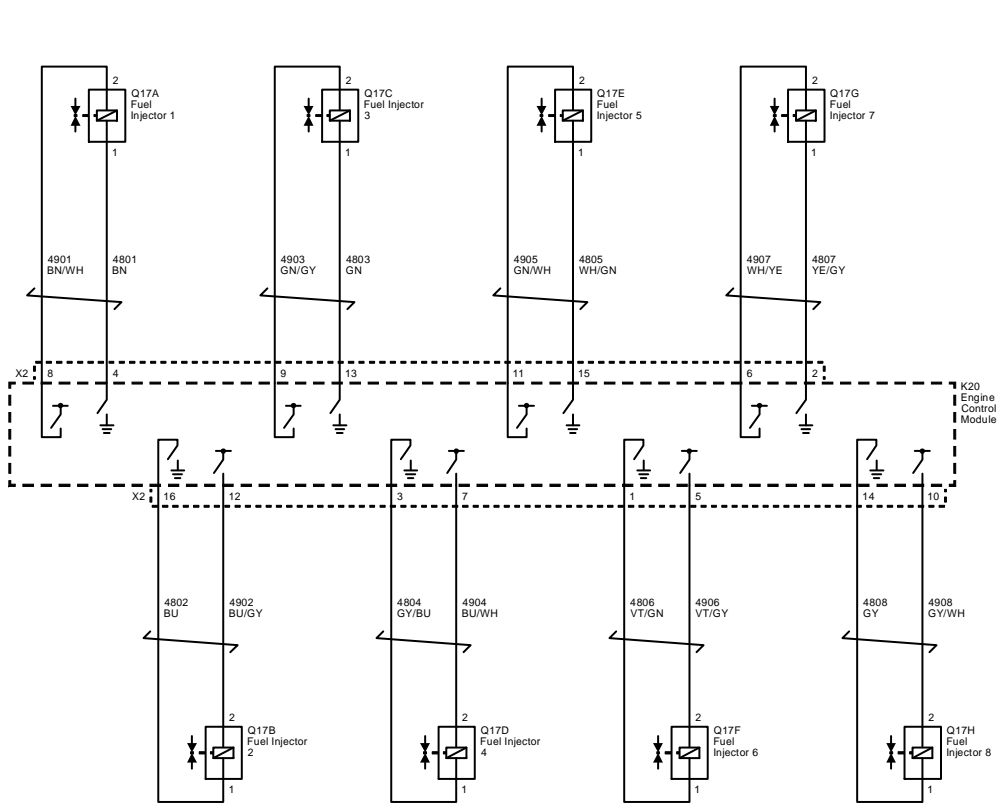 2
2
2
2
Q17A
Fuel
Injector 1
Q17C
Fuel Injector
3
Q17E
Fuel
Injector 5
Q17G
Fuel
Injector 7
1
1
1
1
4901
BN/WH
4801
BN
4903
GN/GY
4803
GN
4905
GN/WH
4805
WH/GN
4907
WH/YE
4807
YE/GY
X2
8
4
9
13
11
15
6
2
K20
Engine
Control
Module
X2
16
12
3
7
1
5
14
10
4802
BU
4902
BU/GY
4804
GY/BU
4904
BU/WH
4806
VT/GN
4906
VT/GY
4808
GY
4908
GY/WH
2
2
2
2
Q17B
Fuel Injector
2
Q17D
Fuel Injector
4
Q17F
Fuel
Injector 6
Q17H
Fuel
Injector 8
1
1
1
1